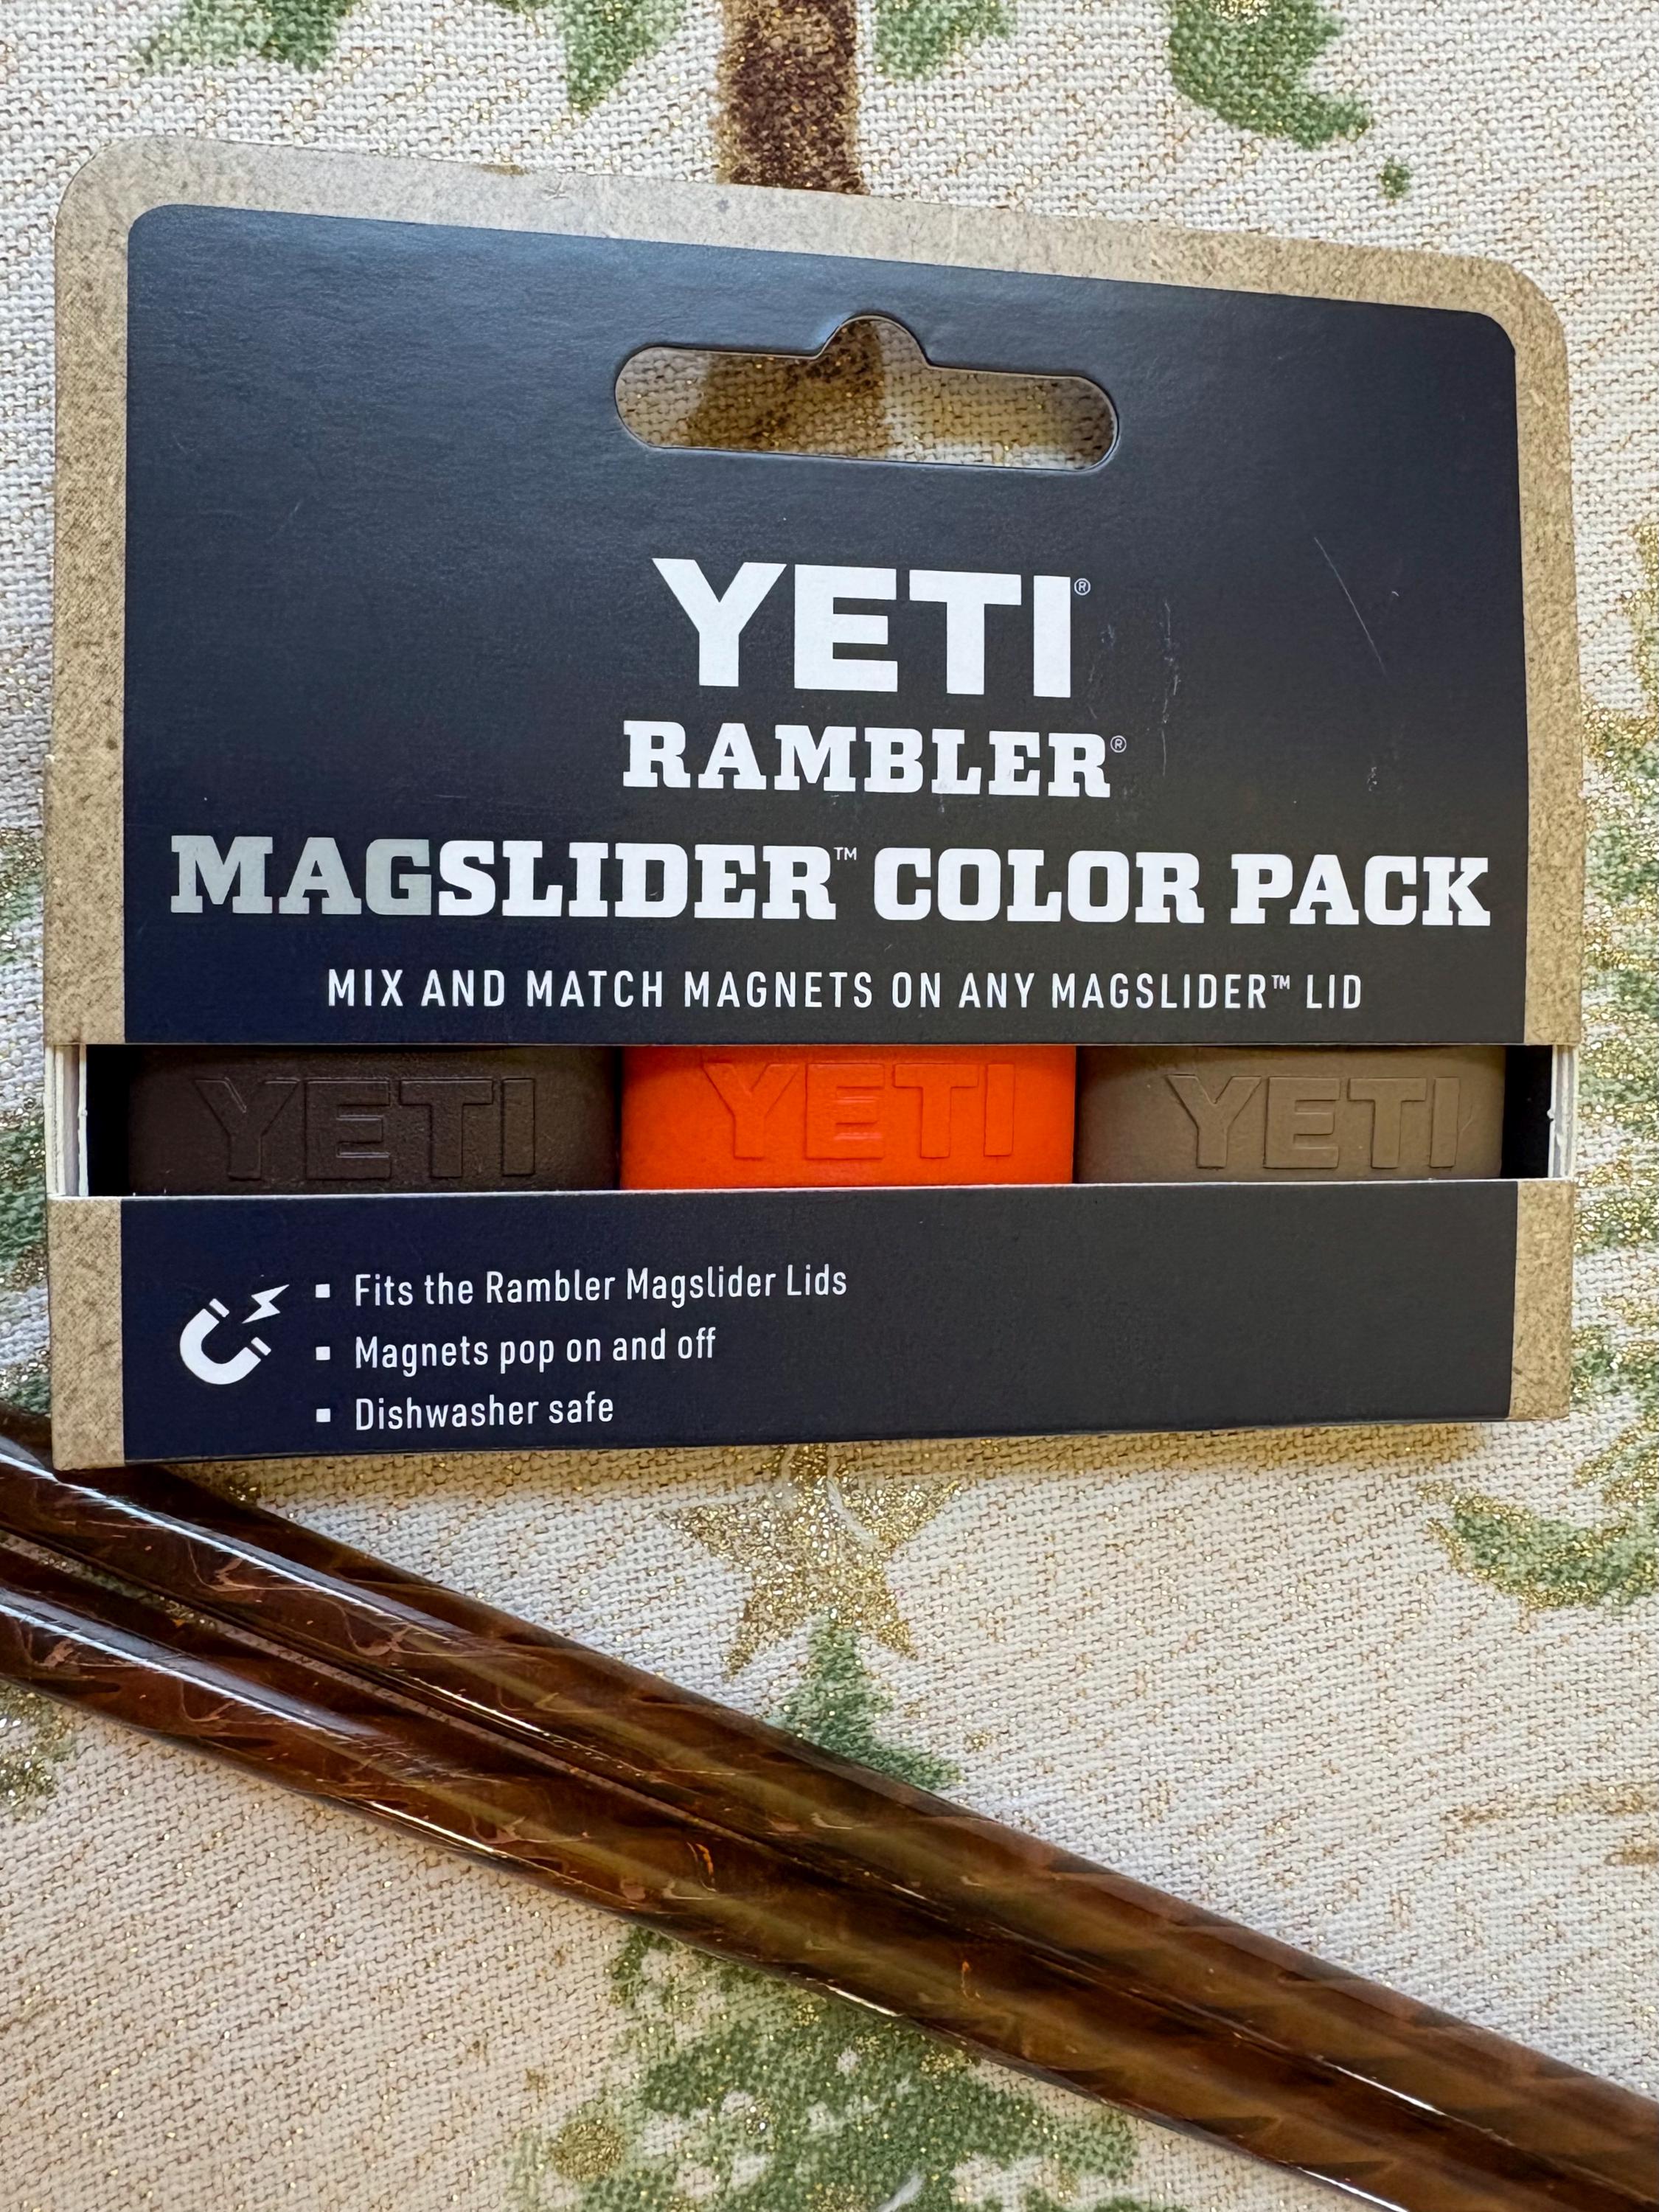 YETI®
RAMBLER®
MAGSLIDER™ COLOR PACK
MIX AND MATCH MAGNETS ON ANY MAGSLIDER™ LID
YETI YETI YETI
▪ Fits the Rambler Magslider Lids
▪ Magnets pop on and off
▪ Dishwasher safe